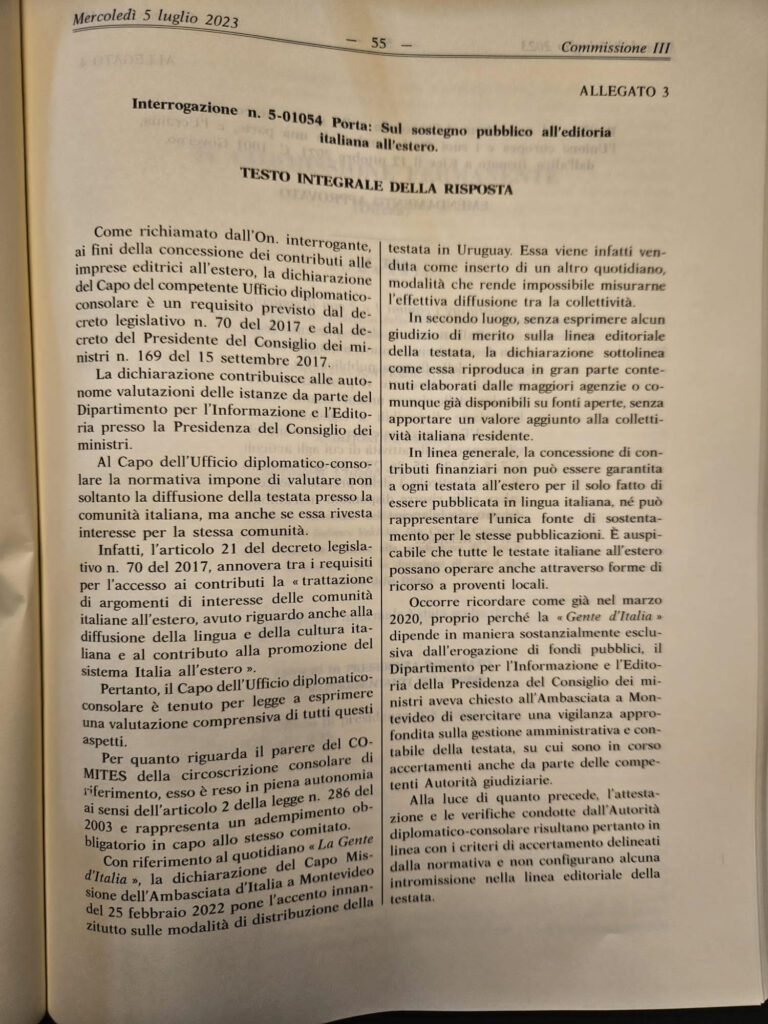 Mercoledì 5 luglio 2023
— 55 —
Commissione III
ALLEGATO 3
Interrogazione n. 5-01054 Porta: Sul sostegno pubblico all'editoria
italiana all'estero.
TESTO INTEGRALE DELLA RISPOSTA
Come richiamato dall'On. interrogante,
ai fini della concessione dei contributi alle
imprese editrici all'estero, la dichiarazione
del Capo del competente Ufficio diplomatico-
consolare è un requisito previsto dal de-
creto legislativo n. 70 del 2017 e dal de-
creto del Presidente del Consiglio dei mi-
nistri n. 169 del 15 settembre 2017.
La dichiarazione contribuisce alle auto-
nome valutazioni delle istanze da parte del
Dipartimento per l'Informazione e l'Edito-
ria presso la Presidenza del Consiglio dei
ministri.
Al Capo dell'Ufficio diplomatico-conso-
lare la normativa impone di valutare non
soltanto la diffusione della testata presso la
comunità italiana, ma anche se essa rivesta
interesse per la stessa comunità.
Infatti, l'articolo 21 del decreto legisla-
tivo n. 70 del 2017, annovera tra i requisiti
per l'accesso ai contributi la « trattazione
di argomenti di interesse delle comunità
italiane all'estero, avuto riguardo anche alla
diffusione della lingua e della cultura ita-
liana e al contributo alla promozione del
sistema Italia all'estero ».
Pertanto, il Capo dell'Ufficio diplomatico-
consolare è tenuto per legge a esprimere
una valutazione comprensiva di tutti questi
aspetti.
Per quanto riguarda il parere del CO-
MITES della circoscrizione consolare di
riferimento, esso è reso in piena autonomia
ai sensi dell'articolo 2 della legge n. 286 del
2003 e rappresenta un adempimento ob-
bligatorio in capo allo stesso comitato.
Con riferimento al quotidiano « La Gente
d'Italia », la dichiarazione del Capo Mis-
sione dell'Ambasciata d'Italia a Montevideo
del 25 febbraio 2022 pone l'accento innan-
zitutto sulle modalità di distribuzione della
testata in Uruguay. Essa viene infatti ven-
duta come inserto di un altro quotidiano,
modalità che rende impossibile misurarne
l'effettiva diffusione tra la collettività.
In secondo luogo, senza esprimere alcun
giudizio di merito sulla linea editoriale
della testata, la dichiarazione sottolinea
come essa riproduca in gran parte conte-
nuti elaborati dalle maggiori agenzie o co-
munque già disponibili su fonti aperte, senza
apportare un valore aggiunto alla colletti-
vità italiana residente.
In linea generale, la concessione di con-
tributi finanziari non può essere garantita
a ogni testata all'estero per il solo fatto di
essere pubblicata in lingua italiana, né può
rappresentare l'unica fonte di sostenta-
mento per le stesse pubblicazioni. È auspi-
cabile che tutte le testate italiane all'estero
possano operare anche attraverso forme di
ricorso a proventi locali.
Occorre ricordare come già nel marzo
2020, proprio perché la « Gente d'Italia »
dipende in maniera sostanzialmente esclu-
siva dall'erogazione di fondi pubblici, il
Dipartimento per l'Informazione e l'Edito-
ria della Presidenza del Consiglio dei mi-
nistri aveva chiesto all'Ambasciata a Mon-
tevideo di esercitare una vigilanza appro-
fondita sulla gestione amministrativa e con-
tabile della testata, su cui sono in corso
accertamenti anche da parte delle compe-
tenti Autorità giudiziarie.
Alla luce di quanto precede, l'attesta-
zione e le verifiche condotte dall'Autorità
diplomatico-consolare risultano pertanto in
linea con i criteri di accertamento delineati
dalla normativa e non configurano alcuna
intromissione nella linea editoriale della
testata.